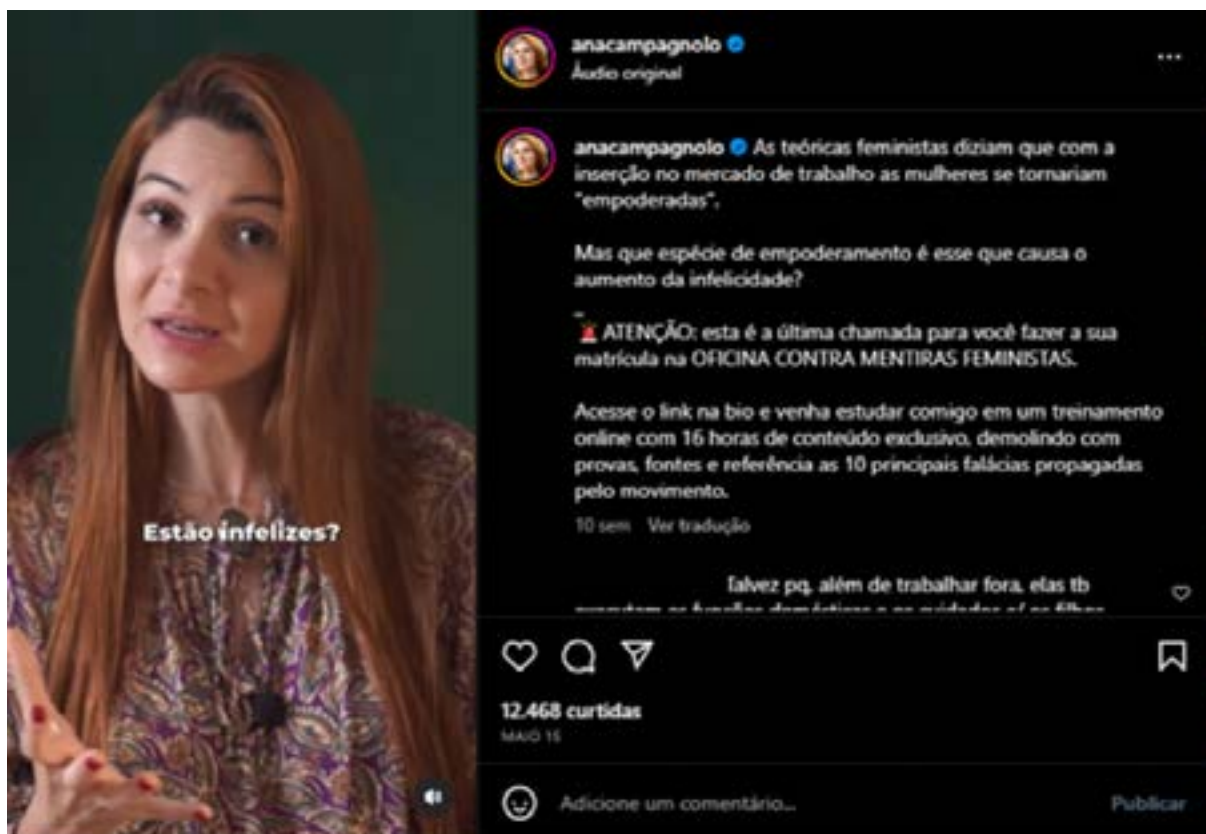 Estão infelizes?
anacampagnolo
Áudio original
anacampagnolo As teóricas feministas diziam que com a
inserção no mercado de trabalho as mulheres se tornariam
"empoderadas".
Mas que espécie de empoderamento é esse que causa o
aumento da infelicidade?
_
🚨 ATENÇÃO: esta é a última chamada para você fazer a sua
matrícula na OFICINA CONTRA MENTIRAS FEMINISTAS.
Acesse o link na bio e venha estudar comigo em um treinamento
online com 16 horas de conteúdo exclusivo, demolindo com
provas, fontes e referência as 10 principais falácias propagadas
pelo movimento.
10 sem Ver tradução
Talvez pq, além de trabalhar fora, elas tb
12.468 curtidas
MAIO 15
Adicione um comentário...
Publicar